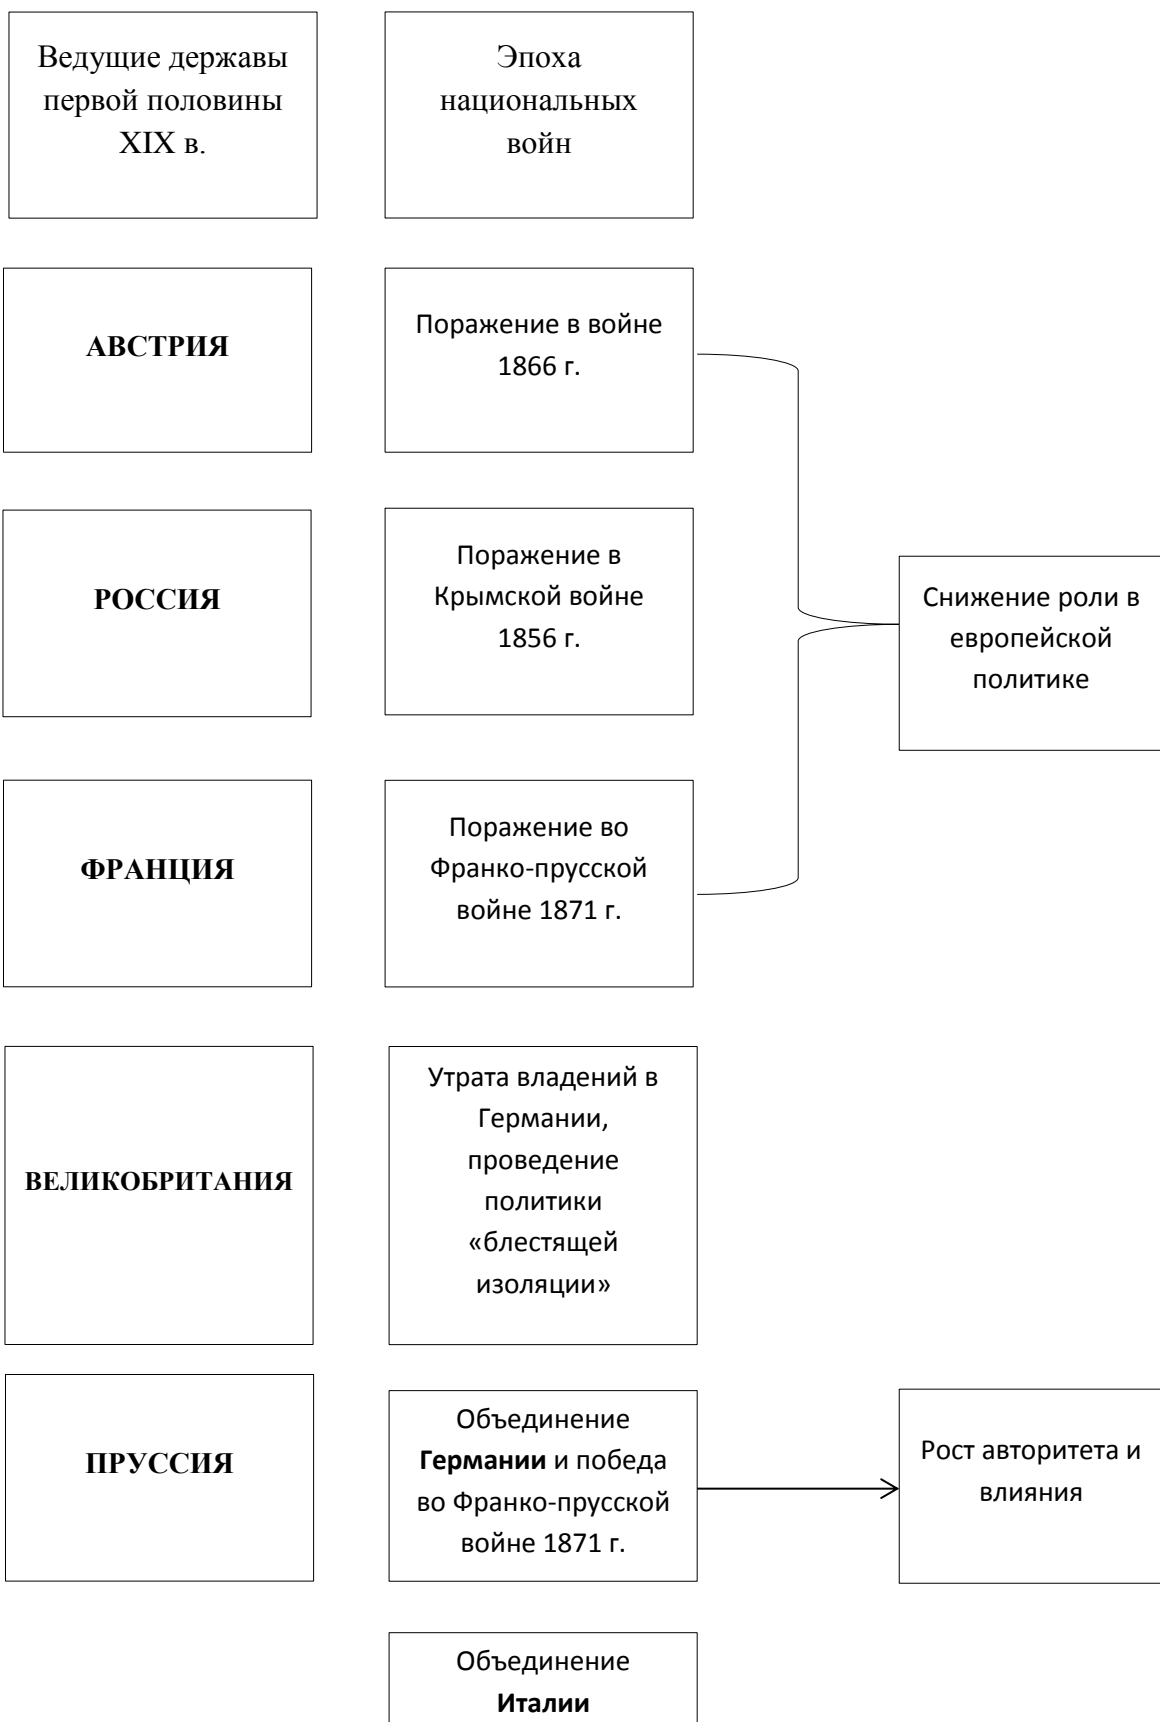 Ведущие державы
первой половины
XIX в.
Эпоха
национальных
войн
АВСТРИЯ
Поражение в войне
1866 г.
РОССИЯ
Поражение в
Крымской войне
1856 г.
Снижение роли в
европейской
политике
ФРАНЦИЯ
Поражение во
Франко-прусской
войне 1871 г.
ВЕЛИКОБРИТАНИЯ
Утрата владений в
Германии,
проведение
политики
«блестящей
изоляции»
ПРУССИЯ
Объединение
Германии и победа
во Франко-прусской
войне 1871 г.
Рост авторитета и
влияния
Объединение
Италии